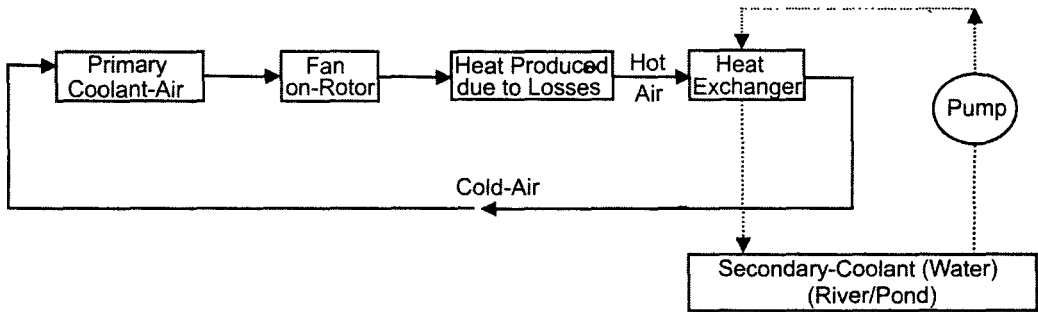 Primary
Coolant-Air
Fan
on-Rotor
Heat Produced
due to Losses
Hot
Air
Heat
Exchanger
Pump
Cold-Air
Secondary-Coolant (Water)
(River/Pond)